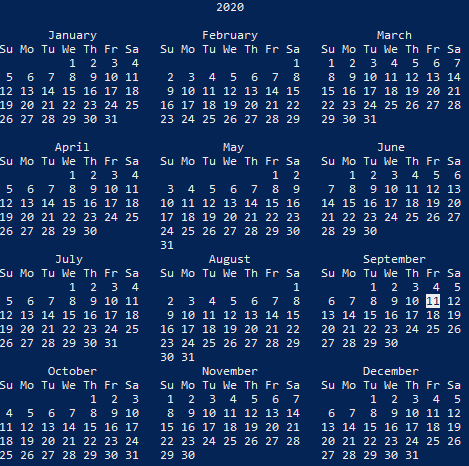 2020
January February March
Su Mo Tu We Th Fr Sa Su Mo Tu We Th Fr Sa Su Mo Tu We Th Fr Sa
1 2 3 4 1 1 2 3 4 5 6 7
5 6 7 8 9 10 11 2 3 4 5 6 7 8 8 9 10 11 12 13 14
12 13 14 15 16 17 18 9 10 11 12 13 14 15 15 16 17 18 19 20 21
19 20 21 22 23 24 25 16 17 18 19 20 21 22 22 23 24 25 26 27 28
26 27 28 29 30 31 23 24 25 26 27 28 29 29 30 31
April May June
Su Mo Tu We Th Fr Sa Su Mo Tu We Th Fr Sa Su Mo Tu We Th Fr Sa
1 2 3 4 1 2 1 2 3 4 5 6
5 6 7 8 9 10 11 3 4 5 6 7 8 9 7 8 9 10 11 12 13
12 13 14 15 16 17 18 10 11 12 13 14 15 16 14 15 16 17 18 19 20
19 20 21 22 23 24 25 17 18 19 20 21 22 23 21 22 23 24 25 26 27
26 27 28 29 30 24 25 26 27 28 29 30 28 29 30
31
July August September
Su Mo Tu We Th Fr Sa Su Mo Tu We Th Fr Sa Su Mo Tu We Th Fr Sa
1 2 3 4 1 1 2 3 4 5
5 6 7 8 9 10 11 2 3 4 5 6 7 8 6 7 8 9 10 11 12
12 13 14 15 16 17 18 9 10 11 12 13 14 15 13 14 15 16 17 18 19
19 20 21 22 23 24 25 16 17 18 19 20 21 22 20 21 22 23 24 25 26
26 27 28 29 30 31 23 24 25 26 27 28 29 27 28 29 30
30 31
October November December
Su Mo Tu We Th Fr Sa Su Mo Tu We Th Fr Sa Su Mo Tu We Th Fr Sa
1 2 3 1 2 3 4 5 6 7 1 2 3 4 5
4 5 6 7 8 9 10 8 9 10 11 12 13 14 6 7 8 9 10 11 12
11 12 13 14 15 16 17 15 16 17 18 19 20 21 13 14 15 16 17 18 19
18 19 20 21 22 23 24 22 23 24 25 26 27 28 20 21 22 23 24 25 26
25 26 27 28 29 30 31 29 30 27 28 29 30 31